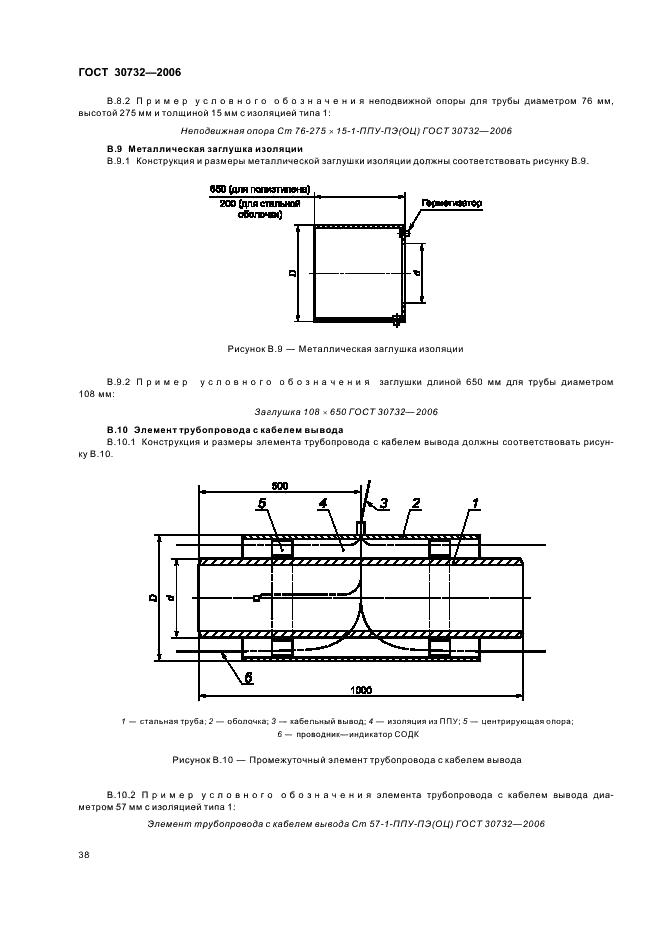 ГОСТ 30732—2006
В.8.2 Пример условного обозначения неподвижной опоры для трубы диаметром 76 мм,
высотой 275 мм и толщиной 15 мм с изоляцией типа 1:
Неподвижная опора Ст 76-275 × 15-1-ППУ-ПЭ(ОЦ) ГОСТ 30732—2006
В.9 Металлическая заглушка изоляции
В.9.1 Конструкция и размеры металлической заглушки изоляции должны соответствовать рисунку В.9.
650 (для полиэтилена)
200 (для стальной
оболочки)
Герметизатор
D
d
Рисунок В.9 — Металлическая заглушка изоляции
В.9.2 Пример условного обозначения заглушки длиной 650 мм для трубы диаметром
108 мм:
Заглушка 108 × 650 ГОСТ 30732—2006
В.10 Элемент трубопровода с кабелем вывода
В.10.1 Конструкция и размеры элемента трубопровода с кабелем вывода должны соответствовать рисун-
ку В.10.
500
5
4
3
2
1
D
d
6
1000
1 — стальная труба; 2 — оболочка; 3 — кабельный вывод; 4 — изоляция из ППУ; 5 — центрирующая опора;
6 — проводник—индикатор СОДК
Рисунок В.10 — Промежуточный элемент трубопровода с кабелем вывода
В.10.2 Пример условного обозначения элемента трубопровода с кабелем вывода диа-
метром 57 мм с изоляцией типа 1:
Элемент трубопровода с кабелем вывода Ст 57-1-ППУ-ПЭ(ОЦ) ГОСТ 30732—2006
38